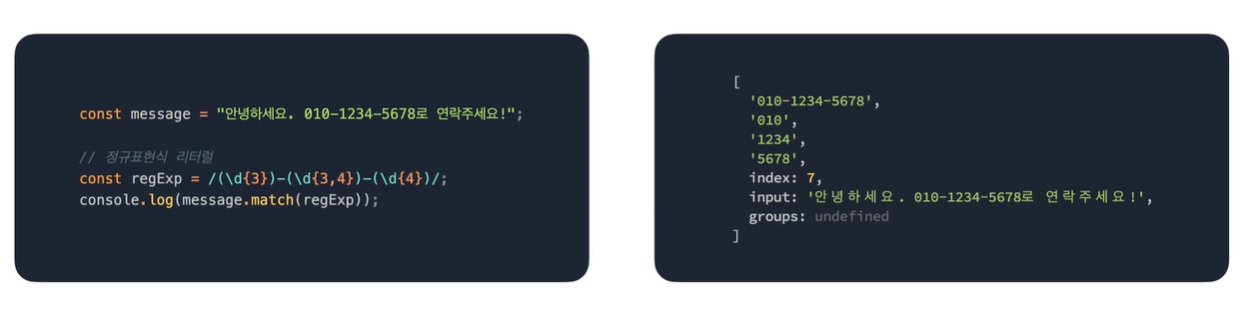 const message = "안녕하세요. 010-1234-5678로 연락주세요!";
// 정규표현식 리터럴
const regExp = /(\d{3})-(\d{3,4})-(\d{4})/;
console.log(message.match(regExp));
[
'010-1234-5678',
'010',
'1234',
'5678',
index: 7,
input: '안녕하세요. 010-1234-5678로 연락주세요!',
groups: undefined
]